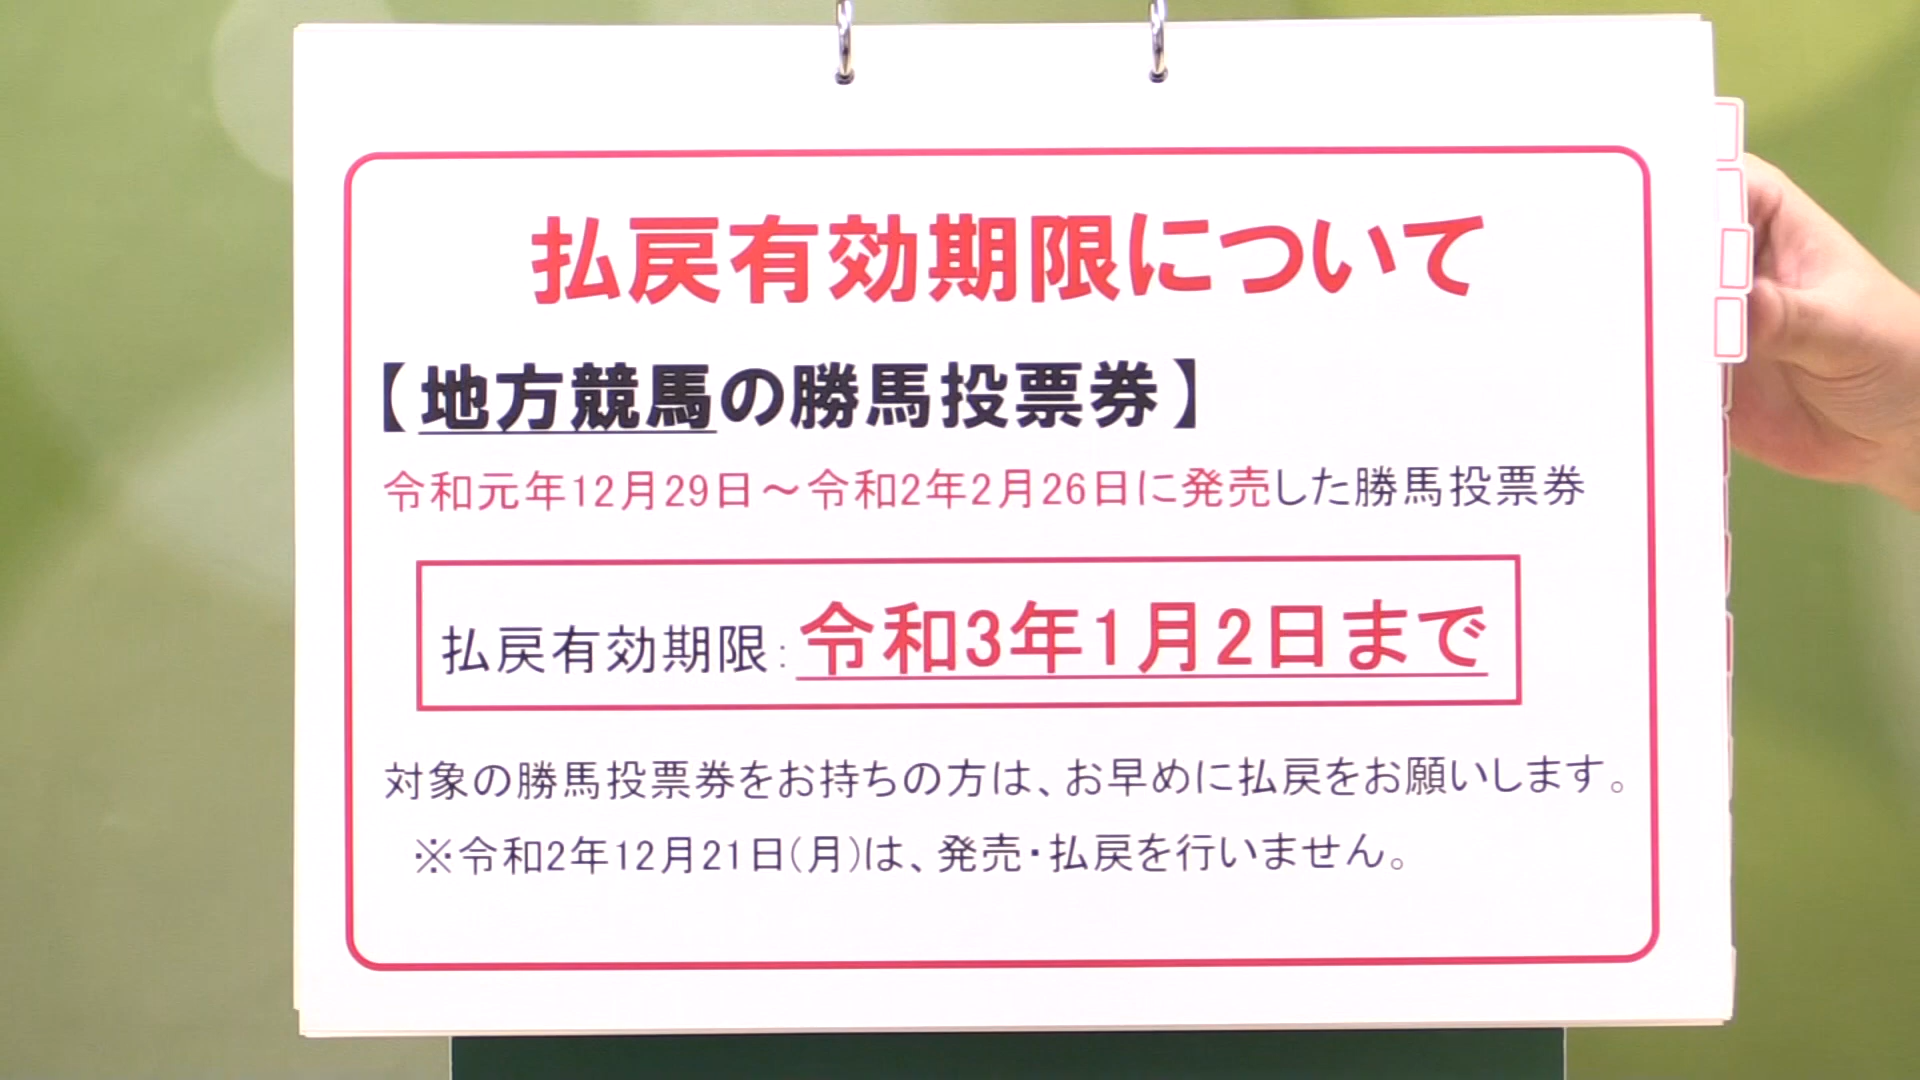 払戻有効期限について
【地方競馬の勝馬投票券】
令和元年12月29日～令和2年2月26日に発売した勝馬投票券
払戻有効期限:令和3年1月2日まで
対象の勝馬投票券をお持ちの方は、お早めに払戻をお願いします。
※令和2年12月21日(月)は、発売・払戻を行いません。